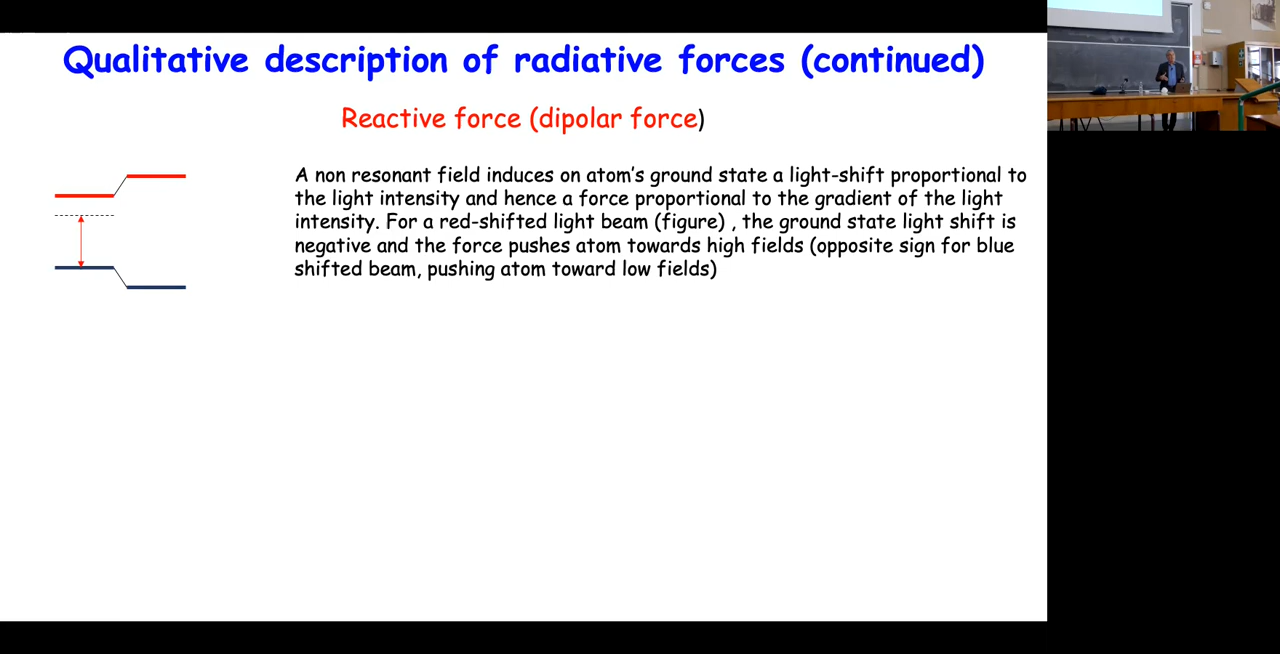 Qualitative description of radiative forces (continued)
Reactive force (dipolar force)
A non resonant field induces on atom's ground state a light-shift proportional to
the light intensity and hence a force proportional to the gradient of the light
intensity. For a red-shifted light beam (figure) , the ground state light shift is
negative and the force pushes atom towards high fields (opposite sign for blue
shifted beam, pushing atom toward low fields)